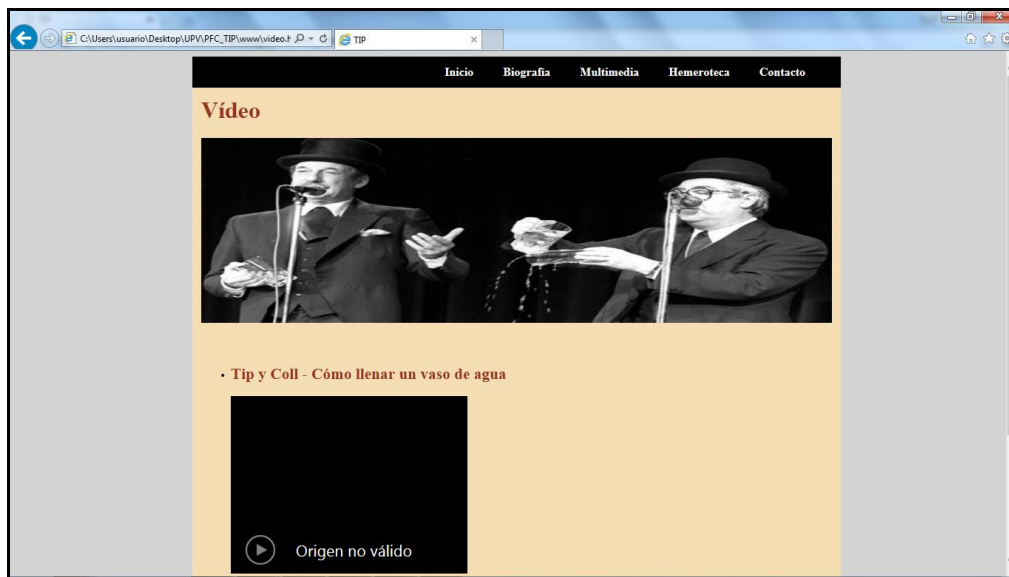 C:\Users\usuario\Desktop\UPV\PFC_TIP\www\video.h
TIP
Inicio Biografía Multimedia Hemeroteca Contacto
Vídeo
Tip y Coll - Cómo llenar un vaso de agua
Origen no válido